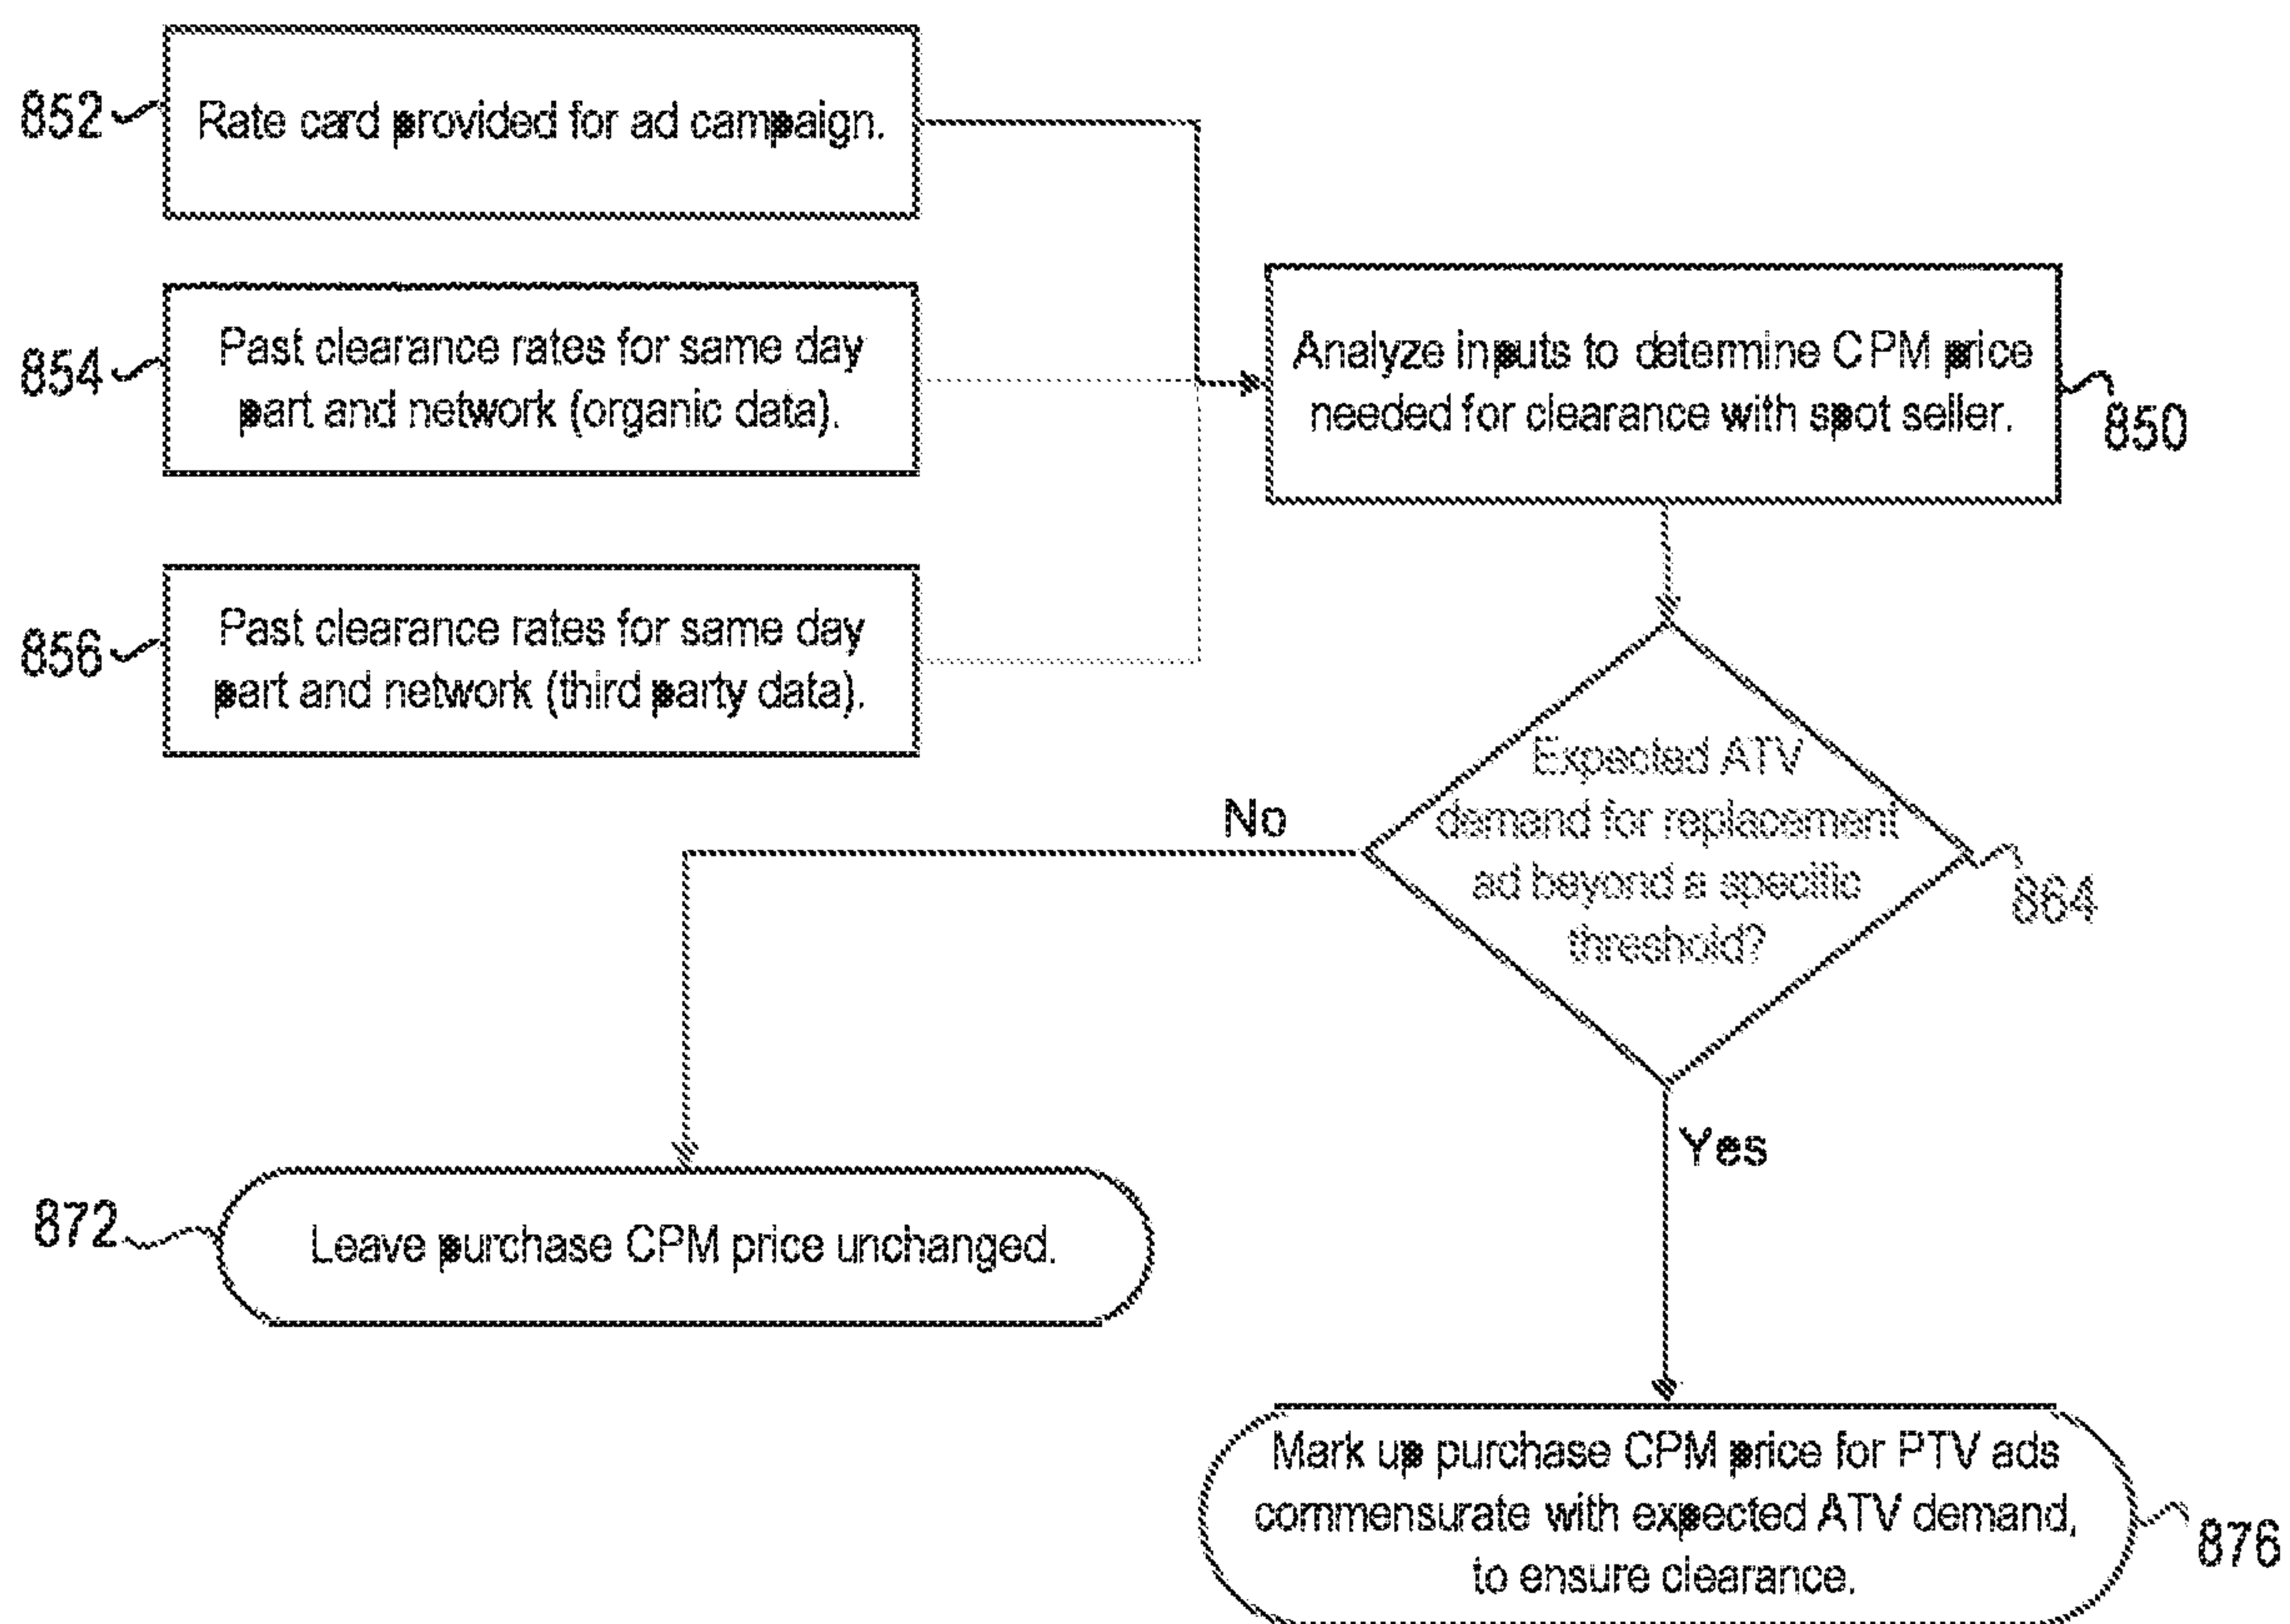 852
Rate card provided for ad campaign.
854
Past clearance rates for same day
part and network (organic data).
856
Past clearance rates for same day
part and network (third party data).
Analyze inputs to determine CPM price
needed for clearance with spot seller.
850
Expected ATV
demand for replacement
ad beyond a specific
threshold?
864
No
Yes
872
Leave purchase CPM price unchanged.
Mark up purchase CPM price for PTV ads
commensurate with expected ATV demand,
to ensure clearance.
876